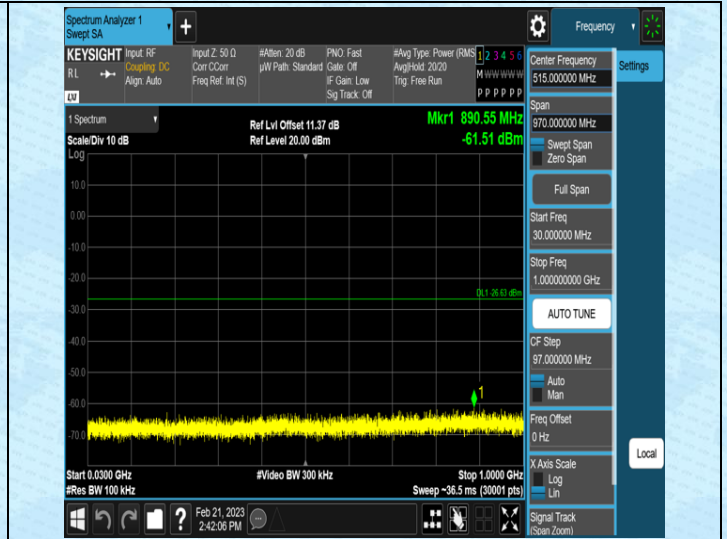 Spectrum Analyzer 1
Swept SA
+
Frequency
KEYSIGHT
RL
LXI
Input: RF
Coupling: DC
Align: Auto
Input Z: 50 Ω
Corr CCorr
Freq Ref: Int (S)
#Atten: 20 dB
µW Path: Standard
PNO: Fast
Gate: Off
IF Gain: Low
Sig Track: Off
#Avg Type: Power (RMS
Avg|Hold: 20/20
Trig: Free Run
1 2 3 4 5 6
M W W W W W
P P P P P P
1 Spectrum
Scale/Div 10 dB
Log
Ref Lvl Offset 11.37 dB
Ref Level 20.00 dBm
Mkr1 890.55 MHz
-61.51 dBm
10.0
0.00
-10.0
-20.0
DL1 -26.63 dBm
-30.0
-40.0
-50.0
1
-60.0
-70.0
Start 0.0300 GHz
#Res BW 100 kHz
#Video BW 300 kHz
Stop 1.0000 GHz
Sweep ~36.5 ms (30001 pts)
?
Feb 21, 2023
2:42:06 PM
Center Frequency
515.000000 MHz
Settings
Span
970.000000 MHz
Swept Span
Zero Span
Full Span
Start Freq
30.000000 MHz
Stop Freq
1.000000000 GHz
AUTO TUNE
CF Step
97.000000 MHz
Auto
Man
Freq Offset
0 Hz
X Axis Scale
Log
Lin
Local
Signal Track
(Span Zoom)